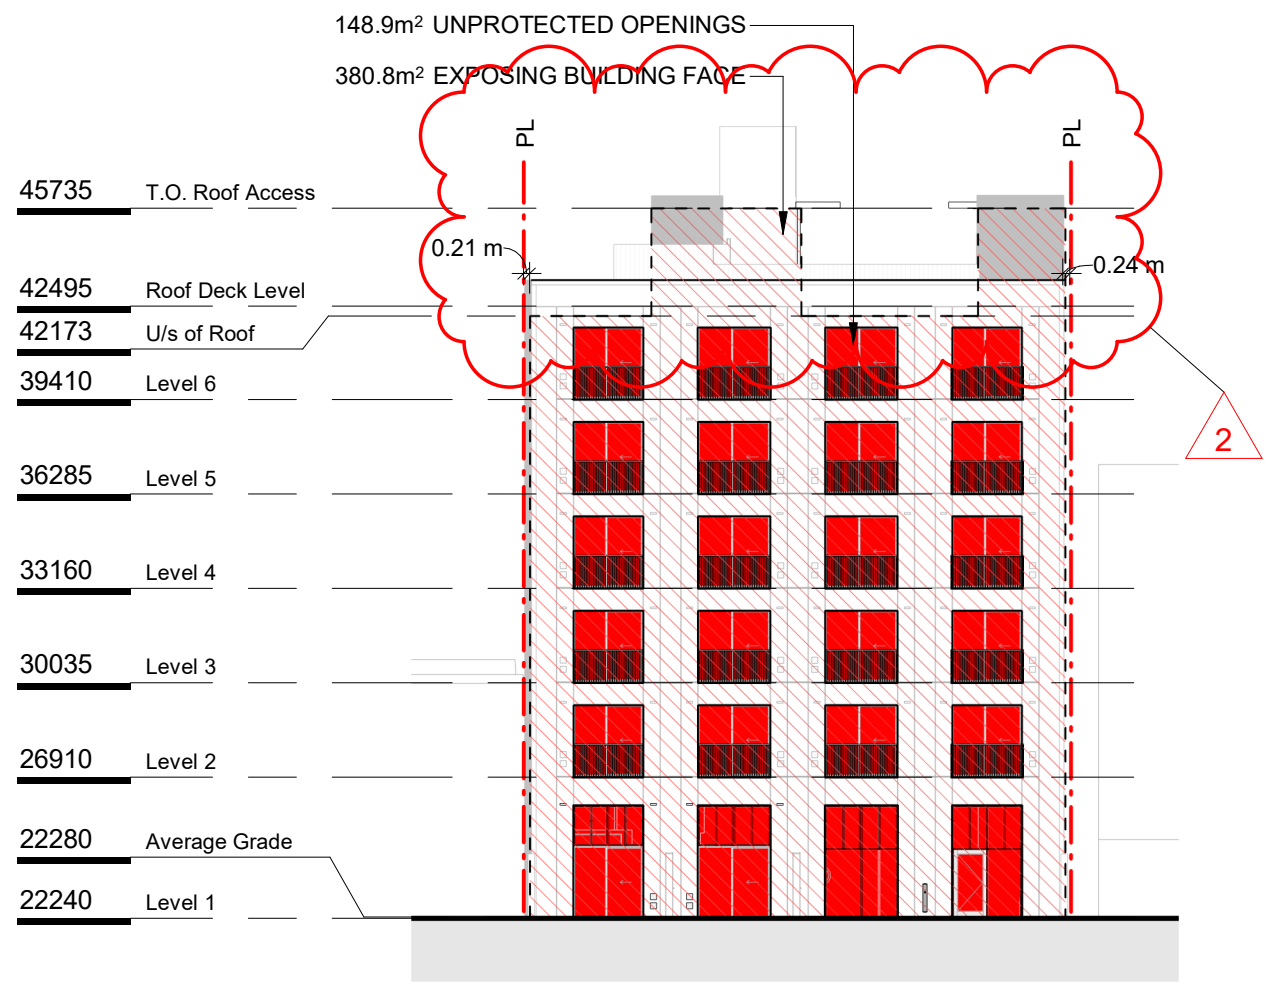 148.9m² UNPROTECTED OPENINGS
380.8m² EXPOSING BUILDING FACE
PL
PL
45735 T.O. Roof Access
0.21 m
0.24 m
42495 Roof Deck Level
42173 U/s of Roof
39410 Level 6
2
36285 Level 5
33160 Level 4
30035 Level 3
26910 Level 2
22280 Average Grade
22240 Level 1